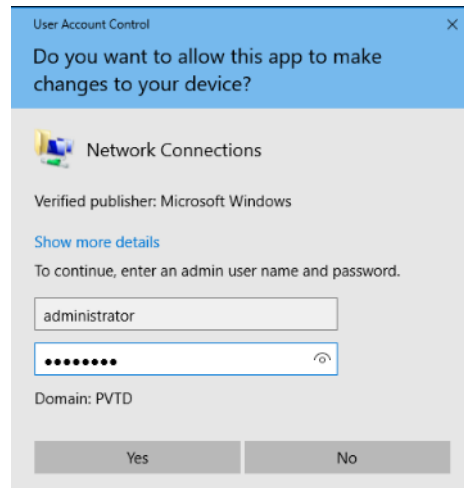 User Account Control
Do you want to allow this app to make
changes to your device?
Network Connections
Verified publisher: Microsoft Windows
Show more details
To continue, enter an admin user name and password.
administrator
●●●●●●●●
Domain: PVTD
Yes
No